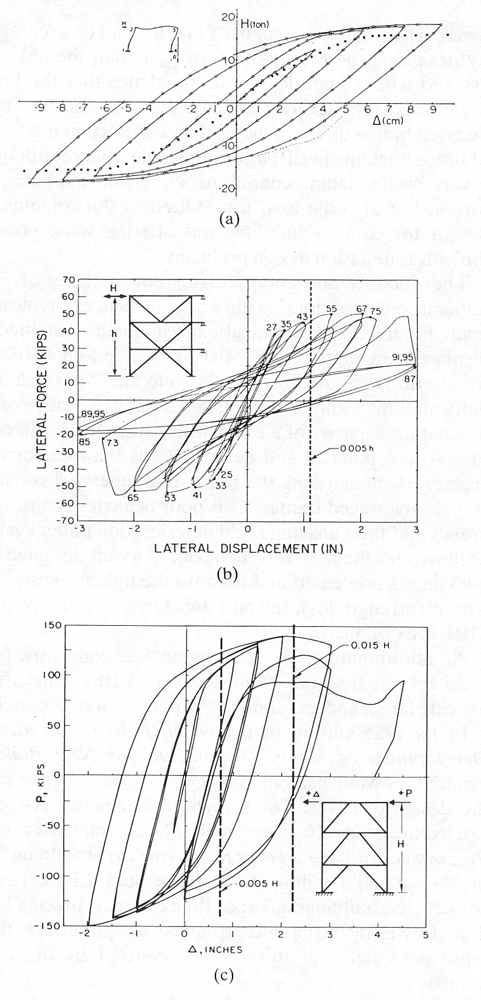 20
H(ton)
H
2
3
1
4
Δ
10
-9 -8 -7 -6 -5 -4 -2 -1 0 1 2 3 4 5 6 7 8 9
Δ(cm)
-10
-20
(a)
70
60
50
40
30
20
10
0
-10
-20
-30
-40
-50
-60
-70
LATERAL FORCE (KIPS)
H
h
27 35 43 55 67 75
91,95
87
89,95
85 73
0.005 h
25
33
65 53 41
-3 -2 -1 0 1 2 3
LATERAL DISPLACEMENT (IN.)
(b)
150
100
50
0
-50
-100
-150
P, KIPS
0.015 H
+Δ +P
H
0.005 H
-2 -1 0 1 2 3 4 5
Δ, INCHES
(c)